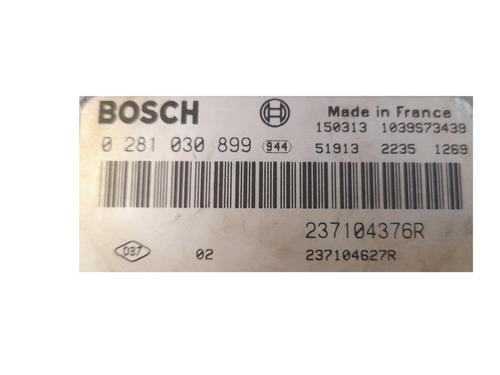 BOSCH Made in France
150313 1039S73439
0 281 030 899 944 51913 2235 1269
237104376R
037 02 237104627R